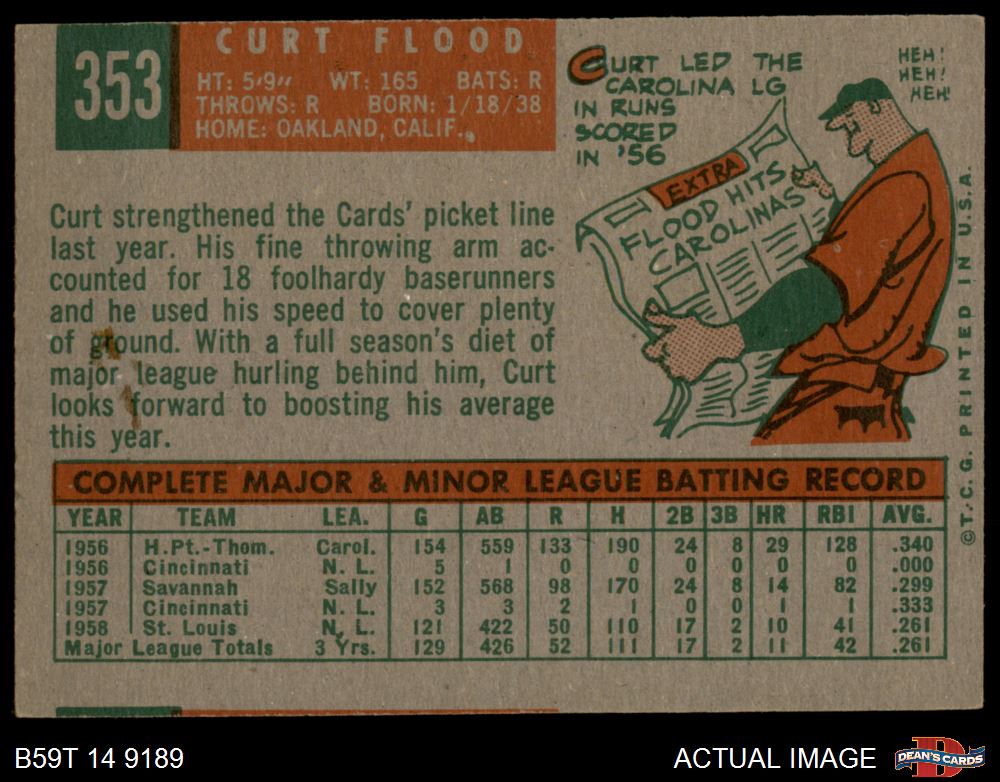 353
CURT FLOOD
HT: 5'9" WT: 165 BATS: R
THROWS: R BORN: 1/18/38
HOME: OAKLAND, CALIF.
CURT LED THE
CAROLINA LG
IN RUNS
SCORED
IN '56
HEH!
HEH!
HEH!
EXTRA
FLOOD HITS
CAROLINAS
Curt strengthened the Cards' picket line
last year. His fine throwing arm ac-
counted for 18 foolhardy baserunners
and he used his speed to cover plenty
of ground. With a full season's diet of
major league hurling behind him, Curt
looks forward to boosting his average
this year.
©T.C.G. PRINTED IN U.S.A.
COMPLETE MAJOR & MINOR LEAGUE BATTING RECORD
YEAR TEAM LEA. G AB R H 2B 3B HR RBI AVG.
1956 H.Pt.-Thom. Carol. 154 559 133 190 24 8 29 128 .340
1956 Cincinnati N. L. 5 1 0 0 0 0 0 0 .000
1957 Savannah Sally 152 568 98 170 24 8 14 82 .299
1957 Cincinnati N. L. 3 3 2 1 0 0 1 1 .333
1958 St. Louis N. L. 121 422 50 110 17 2 10 41 .261
Major League Totals 3 Yrs. 129 426 52 111 17 2 11 42 .261
B59T 14 9189
ACTUAL IMAGE
D
DEAN'S CARDS